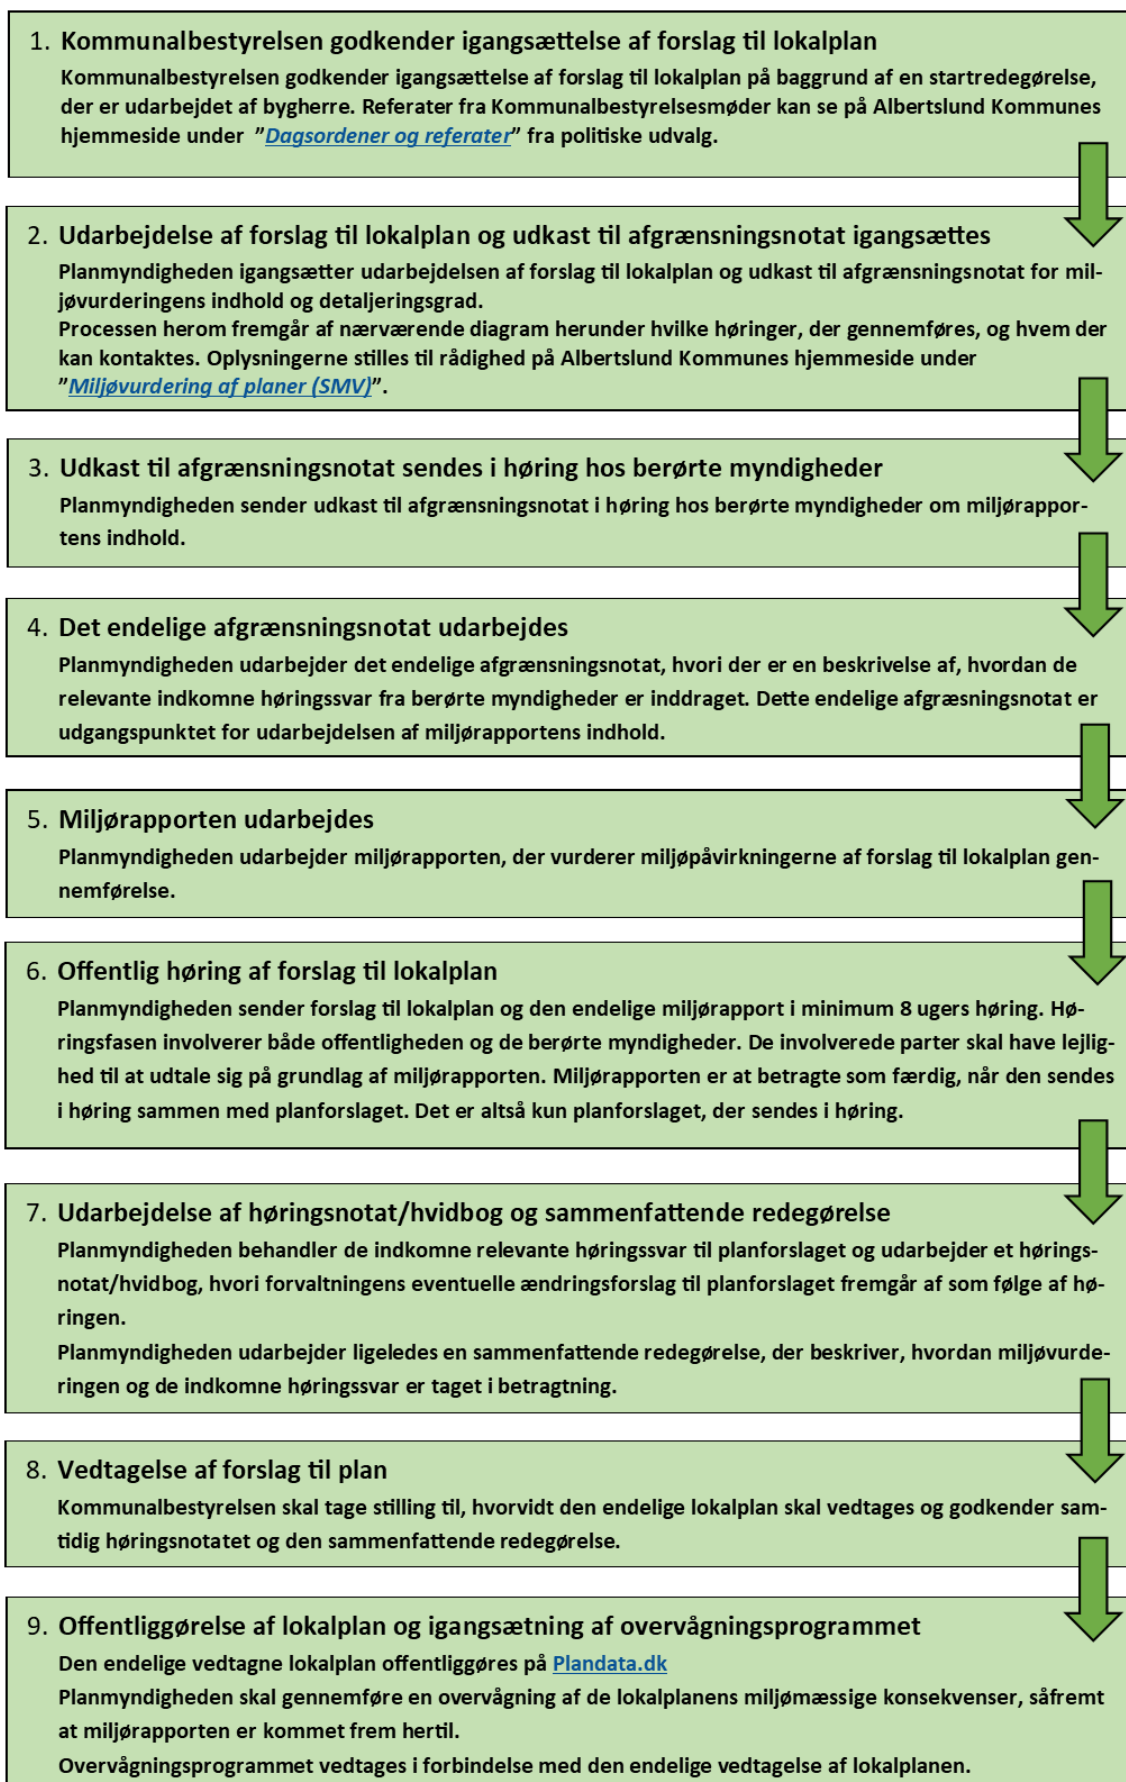 1. Kommunalbestyrelsen godkender igangsættelse af forslag til lokalplan
Kommunalbestyrelsen godkender igangsættelse af forslag til lokalplan på baggrund af en startredegørelse,
der er udarbejdet af bygherre. Referater fra Kommunalbestyrelsesmøder kan se på Albertslund Kommunes
hjemmeside under "Dagsordener og referater" fra politiske udvalg.
2. Udarbejdelse af forslag til lokalplan og udkast til afgrænsningsnotat igangsættes
Planmyndigheden igangsætter udarbejdelsen af forslag til lokalplan og udkast til afgrænsningsnotat for mil-
jøvurderingens indhold og detaljeringsgrad.
Processen herom fremgår af nærværende diagram herunder hvilke høringer, der gennemføres, og hvem der
kan kontaktes. Oplysningerne stilles til rådighed på Albertslund Kommunes hjemmeside under
"Miljøvurdering af planer (SMV)".
3. Udkast til afgrænsningsnotat sendes i høring hos berørte myndigheder
Planmyndigheden sender udkast til afgrænsningsnotat i høring hos berørte myndigheder om miljørappor-
tens indhold.
4. Det endelige afgrænsningsnotat udarbejdes
Planmyndigheden udarbejder det endelige afgrænsningsnotat, hvori der er en beskrivelse af, hvordan de
relevante indkomne høringssvar fra berørte myndigheder er inddraget. Dette endelige afgræsningsnotat er
udgangspunktet for udarbejdelsen af miljørapportens indhold.
5. Miljørapporten udarbejdes
Planmyndigheden udarbejder miljørapporten, der vurderer miljøpåvirkningerne af forslag til lokalplan gen-
nemførelse.
6. Offentlig høring af forslag til lokalplan
Planmyndigheden sender forslag til lokalplan og den endelige miljørapport i minimum 8 ugers høring. Hø-
ringsfasen involverer både offentligheden og de berørte myndigheder. De involverede parter skal have lejlig-
hed til at udtale sig på grundlag af miljørapporten. Miljørapporten er at betragte som færdig, når den sendes
i høring sammen med planforslaget. Det er altså kun planforslaget, der sendes i høring.
7. Udarbejdelse af høringsnotat/hvidbog og sammenfattende redegørelse
Planmyndigheden behandler de indkomne relevante høringssvar til planforslaget og udarbejder et hørings-
notat/hvidbog, hvori forvaltningens eventuelle ændringsforslag til planforslaget fremgår af som følge af hø-
ringen.
Planmyndigheden udarbejder ligeledes en sammenfattende redegørelse, der beskriver, hvordan miljøvurde-
ringen og de indkomne høringssvar er taget i betragtning.
8. Vedtagelse af forslag til plan
Kommunalbestyrelsen skal tage stilling til, hvorvidt den endelige lokalplan skal vedtages og godkender sam-
tidig høringsnotatet og den sammenfattende redegørelse.
9. Offentliggørelse af lokalplan og igangsætning af overvågningsprogrammet
Den endelige vedtagne lokalplan offentliggøres på Plandata.dk
Planmyndigheden skal gennemføre en overvågning af de lokalplanens miljømæssige konsekvenser, såfremt
at miljørapporten er kommet frem hertil.
Overvågningsprogrammet vedtages i forbindelse med den endelige vedtagelse af lokalplanen.